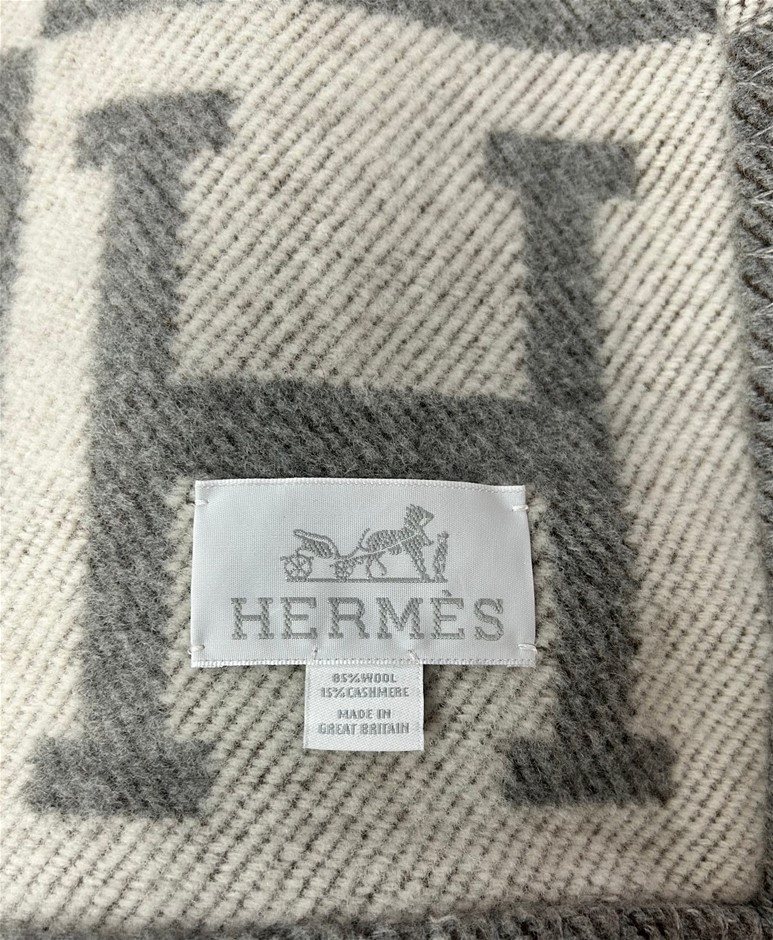 H
HERMÈS
85%WOOL
15%CASHMERE
MADE IN
GREAT BRITAIN